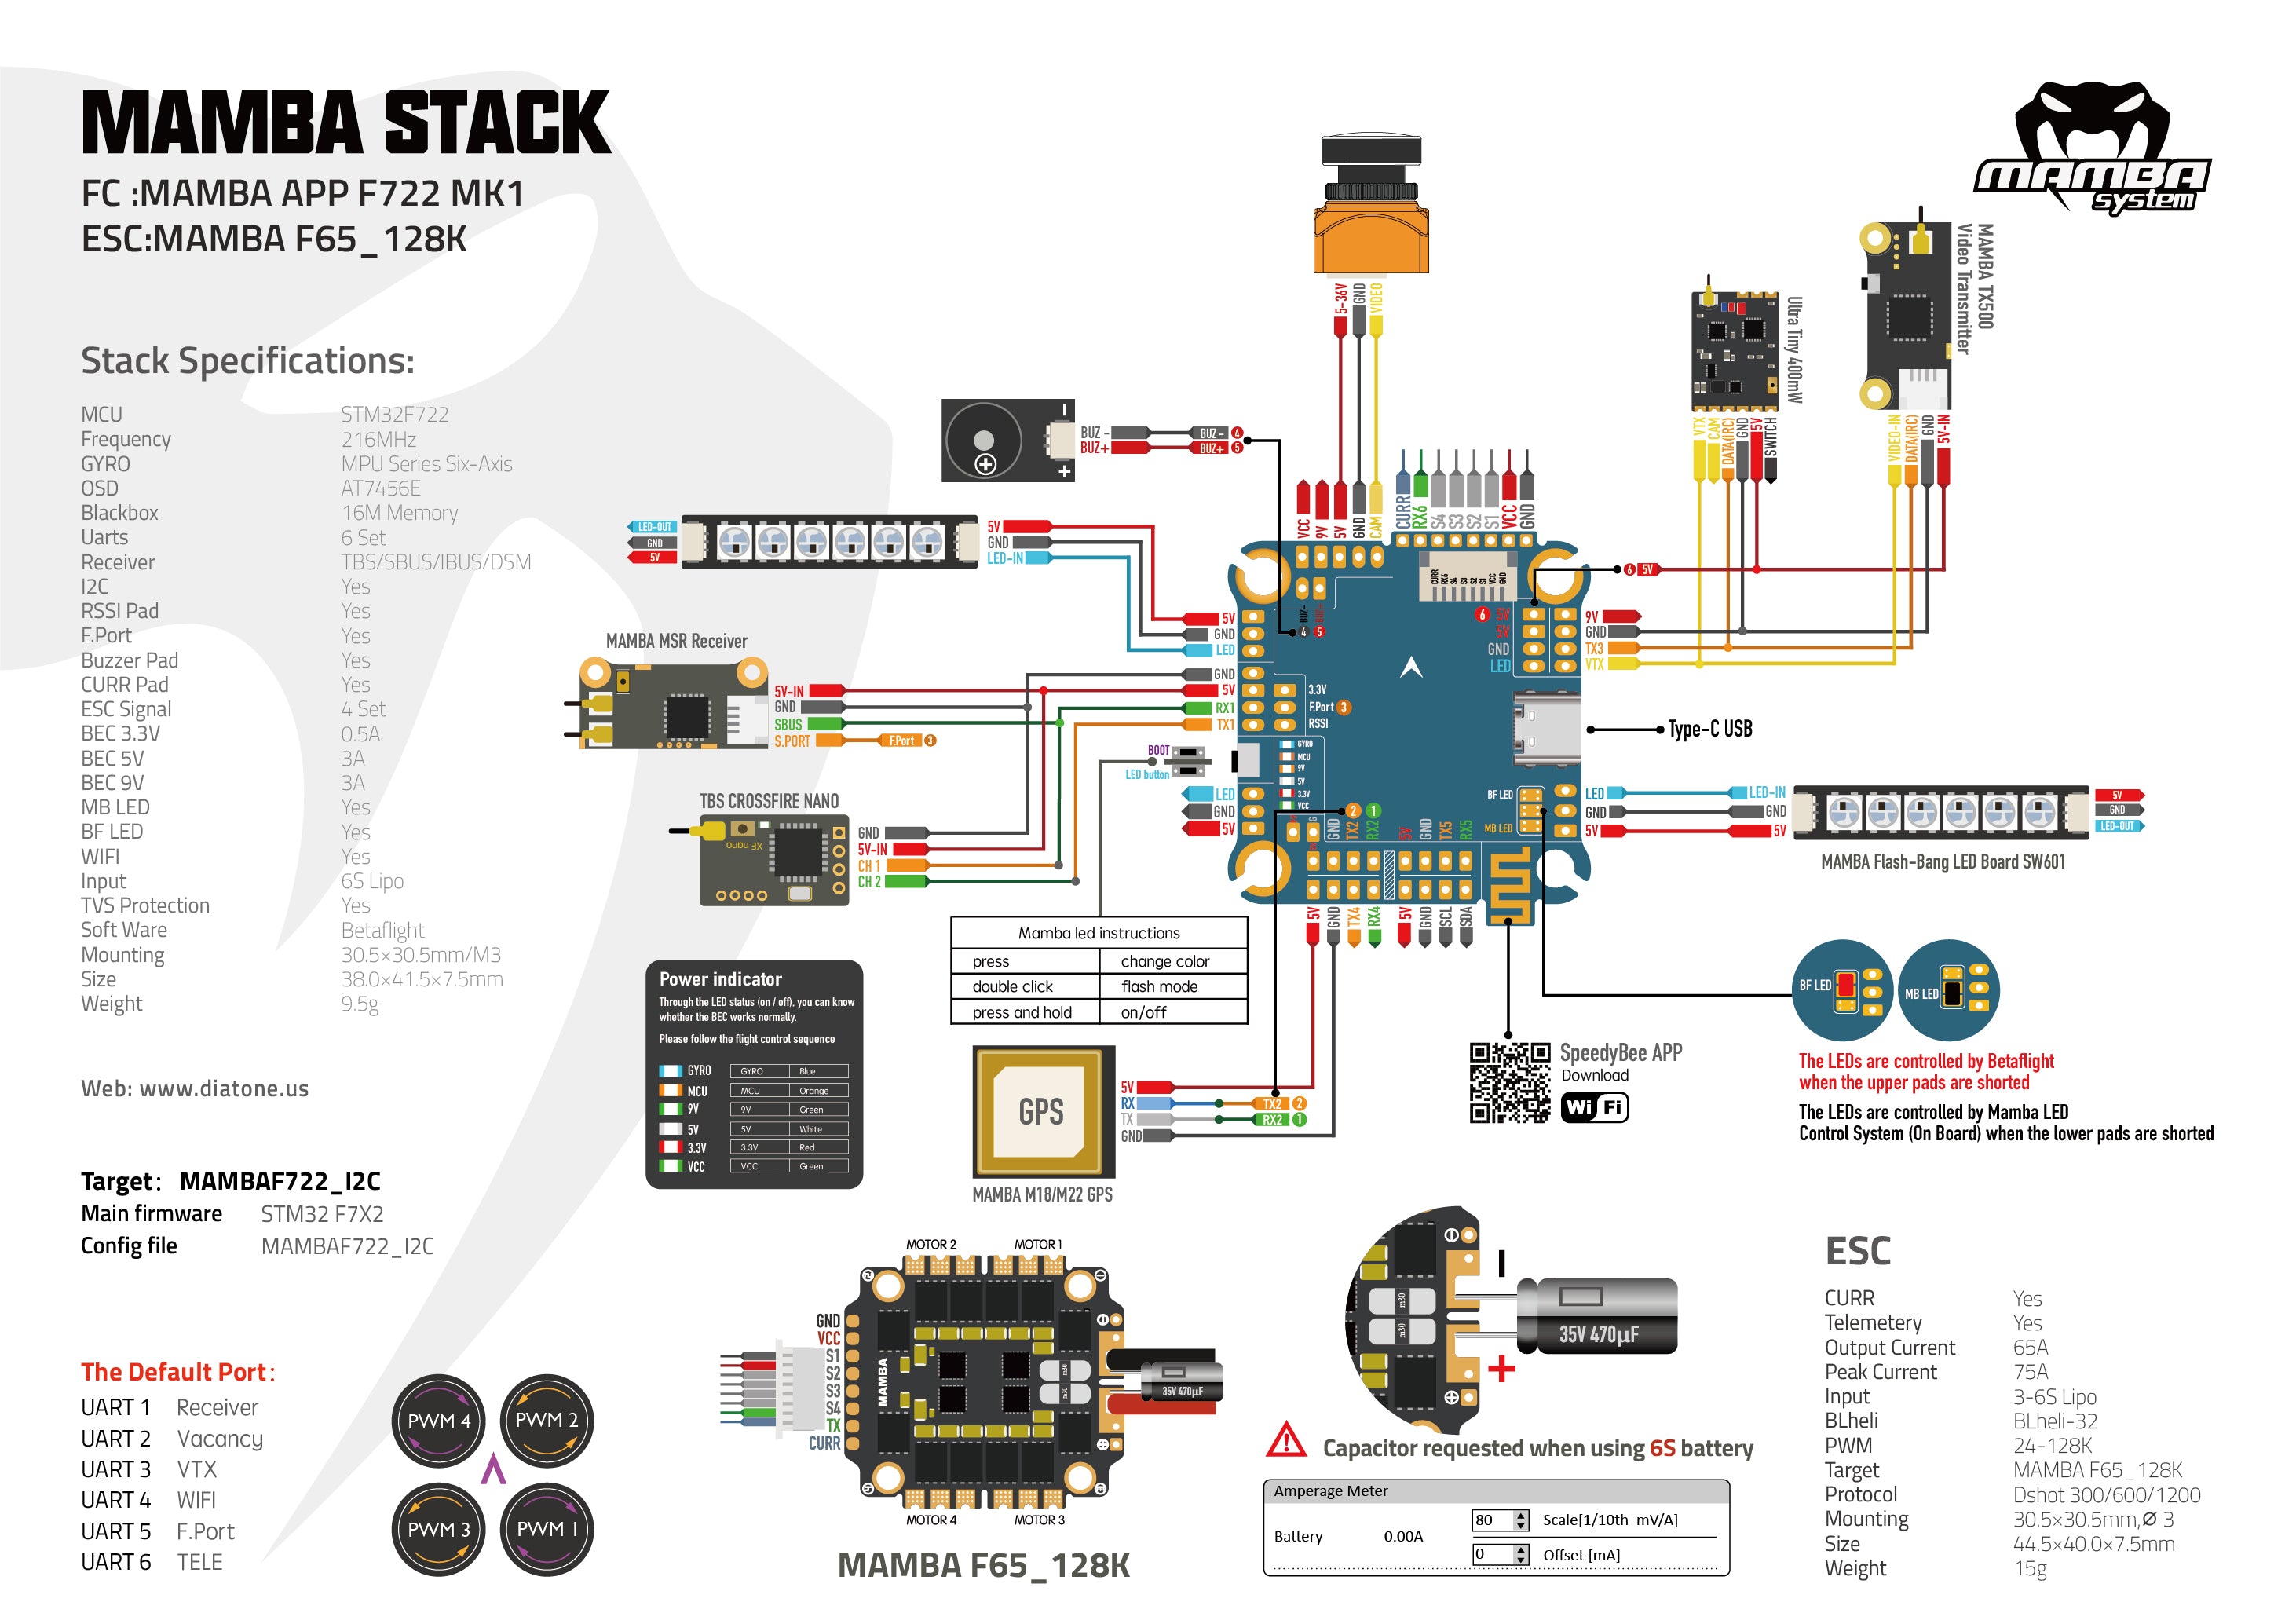 MAMBA STACK
FC :MAMBA APP F722 MK1
ESC:MAMBA F65_128K
MAMBA
system
Stack Specifications:
MCU STM32F722
Frequency 216MHz
GYRO MPU Series Six-Axis
OSD AT7456E
Blackbox 16M Memory
Uarts 6 Set
Receiver TBS/SBUS/IBUS/DSM
I2C Yes
RSSI Pad Yes
F.Port Yes
Buzzer Pad Yes
CURR Pad Yes
ESC Signal 4 Set
BEC 3.3V 0.5A
BEC 5V 3A
BEC 9V 3A
MB LED Yes
BF LED Yes
WIFI Yes
Input 6S Lipo
TVS Protection Yes
Soft Ware Betaflight
Mounting 30.5×30.5mm/M3
Size 38.0×41.5×7.5mm
Weight 9.5g
Web: www.diatone.us
Target: MAMBAF722_I2C
Main firmware STM32 F7X2
Config file MAMBAF722_I2C
The Default Port:
UART 1 Receiver
UART 2 Vacancy
UART 3 VTX
UART 4 WIFI
UART 5 F.Port
UART 6 TELE
PWM 4 PWM 2
PWM 3 PWM 1
5-36V
GND
VIDEO
BUZ - BUZ - 4
BUZ+ BUZ+ 5
-
+
VCC
9V
5V
GND
CAM
CURR
RX6
S4
S3
S2
S1
VCC
GND
CURR
RX6
S4
S3
S2
S1
VCC
GND
LED-OUT
GND
5V
5V
GND
LED-IN
5V
GND
LED
GND
5V
RX1
TX1
3.3V
F.Port 3
RSSI
BUZ-
4 5
MAMBA MSR Receiver
5V-IN
GND
SBUS
S.PORT F.Port 3
TBS CROSSFIRE NANO
XF nano
GND
5V-IN
CH 1
CH 2
BOOT
LED button
LED
GND
5V
GYRO
MCU
9V
5V
3.3V
VCC
2 1
GND
TX2
RX2
5V
GND
TX5
RX5
5V
GND
TX4
RX4
5V
GND
SCL
SDA
Ultra Tiny 400mW
VTX
CAM
DATA(IRC)
GND
5V
SWITCH
MAMBA TX500
Video Transmitter
VIDEO-IN
DATA(IRC)
GND
5V-IN
6 5V
6 5V
5V
GND
LED
9V
GND
TX3
VTX
Type-C USB
BF LED
MB LED
LED LED-IN
GND GND
5V 5V
5V
GND
LED-OUT
MAMBA Flash-Bang LED Board SW601
BF LED
MB LED
The LEDs are controlled by Betaflight
when the upper pads are shorted
The LEDs are controlled by Mamba LED
Control System (On Board) when the lower pads are shorted
SpeedyBee APP
Download
Wi Fi
Mamba led instructions
press change color
double click flash mode
press and hold on/off
Power indicator
Through the LED status (on / off), you can know
whether the BEC works normally.
Please follow the flight control sequence
GYRO GYRO Blue
MCU MCU Orange
9V 9V Green
5V 5V White
3.3V 3.3V Red
VCC VCC Green
GPS
5V
RX TX2 2
TX RX2 1
GND
MAMBA M18/M22 GPS
MOTOR 2 MOTOR 1
GND
VCC
S1
S2
S3
S4
TX
CURR
MAMBA
m30
m30
35V 470μF
MOTOR 4 MOTOR 3
MAMBA F65_128K
m30
m30
35V 470μF
-
+
Capacitor requested when using 6S battery
Amperage Meter
Battery 0.00A
80 Scale[1/10th mV/A]
0 Offset [mA]
ESC
CURR Yes
Telemetery Yes
Output Current 65A
Peak Current 75A
Input 3-6S Lipo
BLheli BLheli-32
PWM 24-128K
Target MAMBA F65_128K
Protocol Dshot 300/600/1200
Mounting 30.5×30.5mm,Ø 3
Size 44.5×40.0×7.5mm
Weight 15g